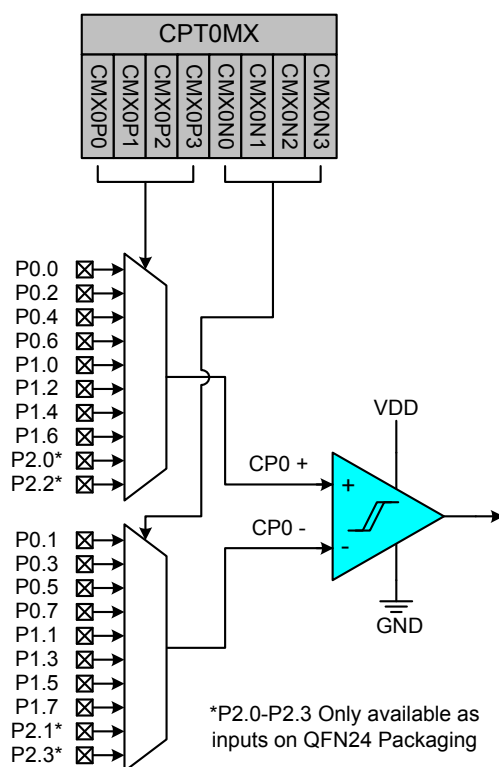 CPT0MX
CMX0P0
CMX0P1
CMX0P2
CMX0P3
CMX0N0
CMX0N1
CMX0N2
CMX0N3
P0.0
P0.2
P0.4
P0.6
P1.0
P1.2
P1.4
P1.6
P2.0*
P2.2*
VDD
CP0 +
+
CP0 -
-
GND
P0.1
P0.3
P0.5
P0.7
P1.1
P1.3
P1.5
P1.7
P2.1*
P2.3*
*P2.0-P2.3 Only available as
inputs on QFN24 Packaging